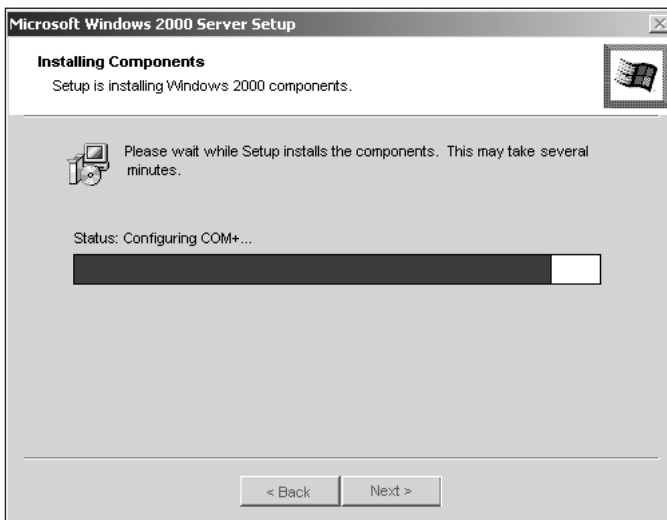 Microsoft Windows 2000 Server Setup
Installing Components
Setup is installing Windows 2000 components.
Please wait while Setup installs the components. This may take several
minutes.
Status: Configuring COM+...
< Back
Next >